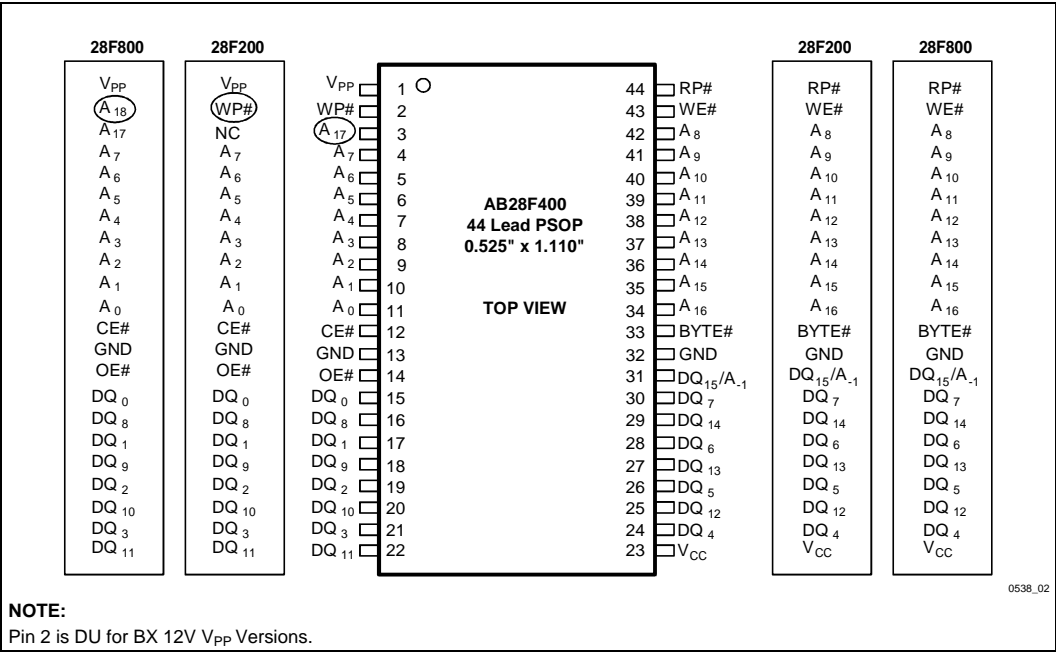 28F800 28F200 28F200 28F800
VPP VPP VPP 1 44 RP# RP# RP#
A18 WP# WP# 2 43 WE# WE# WE#
A17 NC A17 3 42 A8 A8 A8
A7 A7 A7 4 41 A9 A9 A9
A6 A6 A6 5 40 A10 A10 A10
A5 A5 A5 6 39 A11 A11 A11
A4 A4 A4 7 38 A12 A12 A12
A3 A3 A3 8 37 A13 A13 A13
A2 A2 A2 9 36 A14 A14 A14
A1 A1 A1 10 35 A15 A15 A15
A0 A0 A0 11 34 A16 A16 A16
CE# CE# CE# 12 33 BYTE# BYTE# BYTE#
GND GND GND 13 32 GND GND GND
OE# OE# OE# 14 31 DQ15/A-1 DQ15/A-1 DQ15/A-1
DQ0 DQ0 DQ0 15 30 DQ7 DQ7 DQ7
DQ8 DQ8 DQ8 16 29 DQ14 DQ14 DQ14
DQ1 DQ1 DQ1 17 28 DQ6 DQ6 DQ6
DQ9 DQ9 DQ9 18 27 DQ13 DQ13 DQ13
DQ2 DQ2 DQ2 19 26 DQ5 DQ5 DQ5
DQ10 DQ10 DQ10 20 25 DQ12 DQ12 DQ12
DQ3 DQ3 DQ3 21 24 DQ4 DQ4 DQ4
DQ11 DQ11 DQ11 22 23 VCC VCC VCC
AB28F400
44 Lead PSOP
0.525" x 1.110"
TOP VIEW
0538_02
NOTE:
Pin 2 is DU for BX 12V VPP Versions.